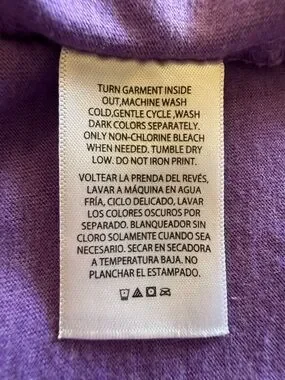 TURN GARMENT INSIDE
OUT,MACHINE WASH
COLD,GENTLE CYCLE ,WASH
DARK COLORS SEPARATELY.
ONLY NON-CHLORINE BLEACH
WHEN NEEDED. TUMBLE DRY
LOW. DO NOT IRON PRINT.
VOLTEAR LA PRENDA DEL REVÉS,
LAVAR A MÁQUINA EN AGUA
FRÍA, CICLO DELICADO, LAVAR
LOS COLORES OSCUROS POR
SEPARADO. BLANQUEADOR SIN
CLORO SOLAMENTE CUANDO SEA
NECESARIO. SECAR EN SECADORA
A TEMPERATURA BAJA. NO
PLANCHAR EL ESTAMPADO.